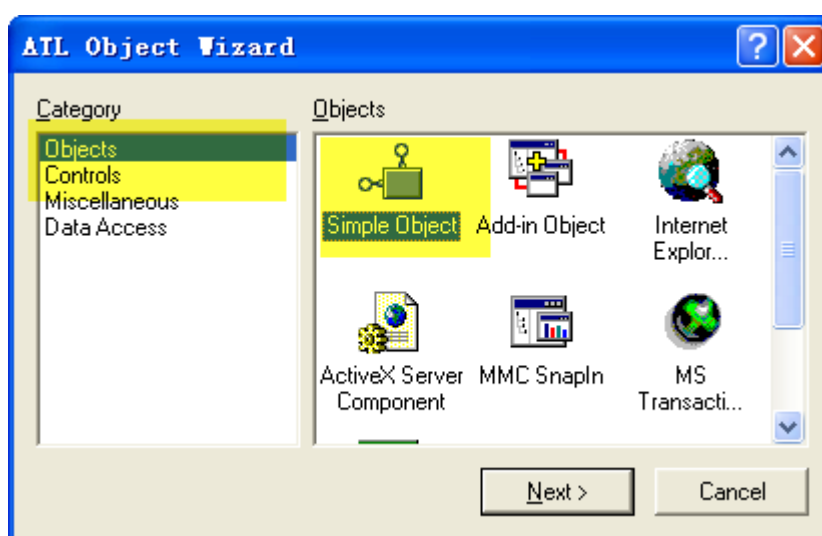 ATL Object Wizard
Category
Objects
Objects
Controls
Miscellaneous
Data Access
Simple Object
Add-in Object
Internet
Explor...
ActiveX Server
Component
MMC SnapIn
MS
Transacti...
Next >
Cancel